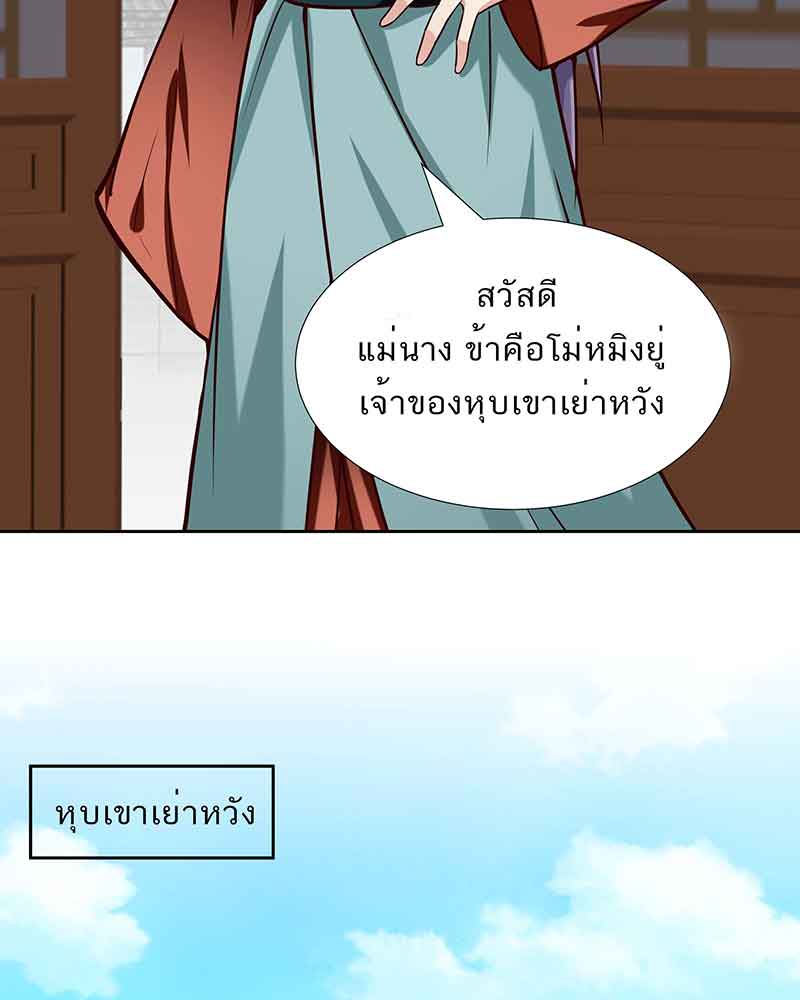 สวัสดี
แม่นาง ข้าคือโม่หมิงยู่
เจ้าของหุบเขาเย่าหวัง
หุบเขาเย่าหวัง